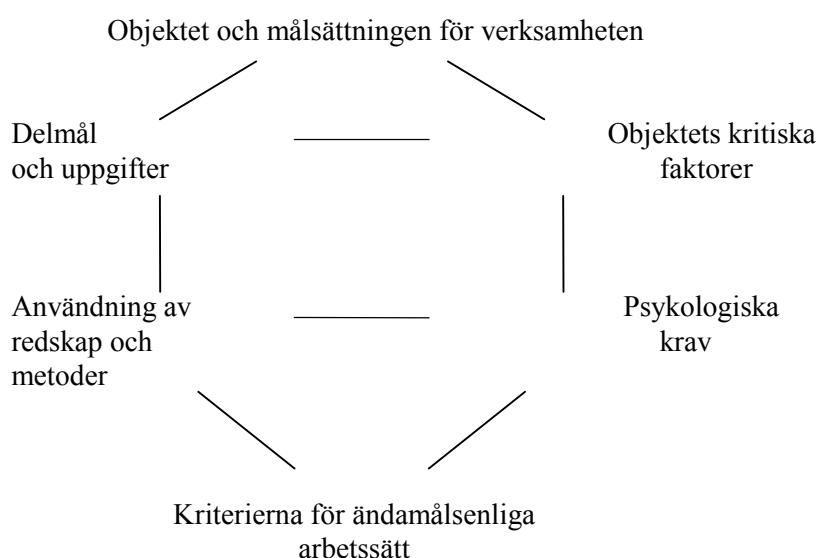 Objektet och målsättningen för verksamheten
Delmål
och uppgifter
Objektets kritiska
faktorer
Användning av
redskap och
metoder
Psykologiska
krav
Kriterierna för ändamålsenliga
arbetssätt